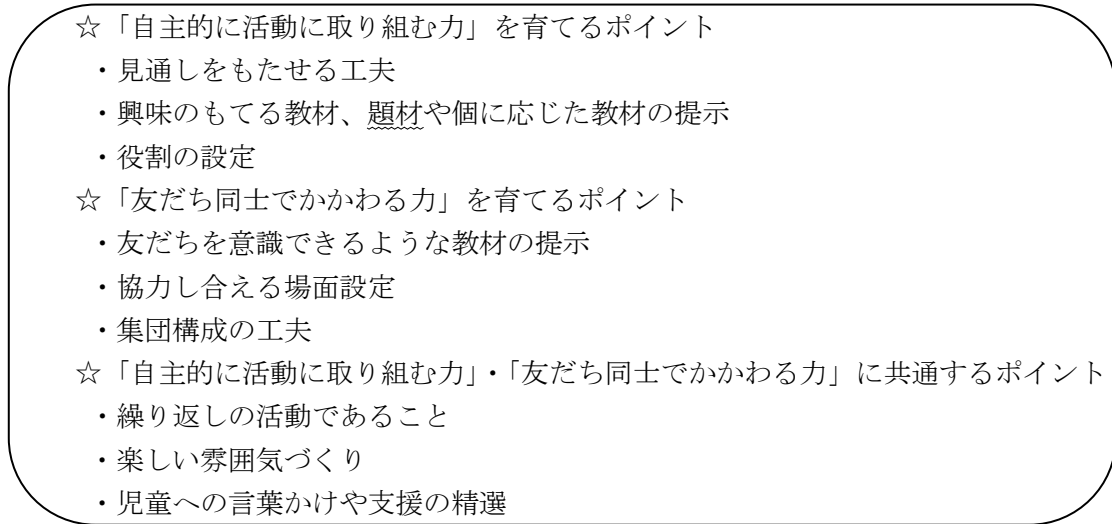 ☆「自主的に活動に取り組む力」を育てるポイント
・見通しをもたせる工夫
・興味のもてる教材、題材や個に応じた教材の提示
・役割の設定
☆「友だち同士でかかわる力」を育てるポイント
・友だちを意識できるような教材の提示
・協力し合える場面設定
・集団構成の工夫
☆「自主的に活動に取り組む力」・「友だち同士でかかわる力」に共通するポイント
・繰り返しの活動であること
・楽しい雰囲気づくり
・児童への言葉かけや支援の精選